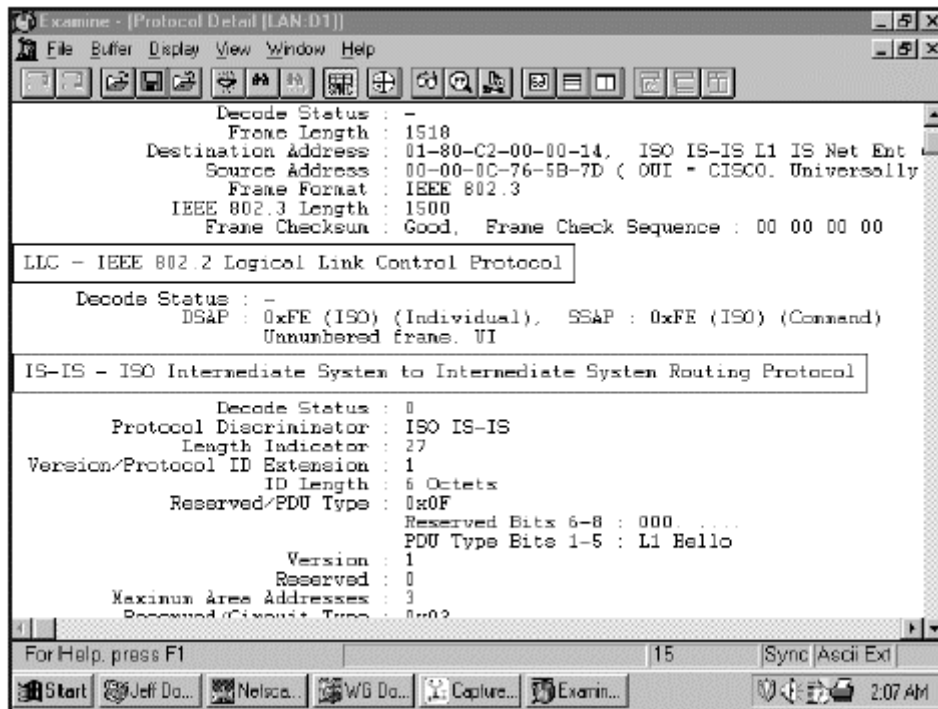 Examine - [Protocol Detail [LAN:D1]]
File Buffer Display View Window Help
Decode Status : -
Frame Length : 1518
Destination Address : 01-80-C2-00-00-14, ISO IS-IS L1 IS Net Ent
Source Address : 00-00-0C-76-5B-7D ( OUI = CISCO, Universally
Frame Format : IEEE 802.3
IEEE 802.3 Length : 1500
Frame Checksum : Good, Frame Check Sequence : 00 00 00 00
LLC - IEEE 802.2 Logical Link Control Protocol
Decode Status : -
DSAP : 0xFE (ISO) (Individual), SSAP : 0xFE (ISO) (Command)
Unnumbered frame, UI
IS-IS - ISO Intermediate System to Intermediate System Routing Protocol
Decode Status : 0
Protocol Discriminator : ISO IS-IS
Length Indicator : 27
Version/Protocol ID Extension : 1
ID Length : 6 Octets
Reserved/PDU Type : 0x0F
Reserved Bits 6-8 : 000. ....
PDU Type Bits 1-5 : L1 Hello
Version : 1
Reserved : 0
Maximum Area Addresses : 3
Reserved/Circuit Type : 0x03
For Help, press F1 15 Sync Ascii Ext
Start Jeff Do... Netsca... WG Do... Capture... Examin... 2:07 AM